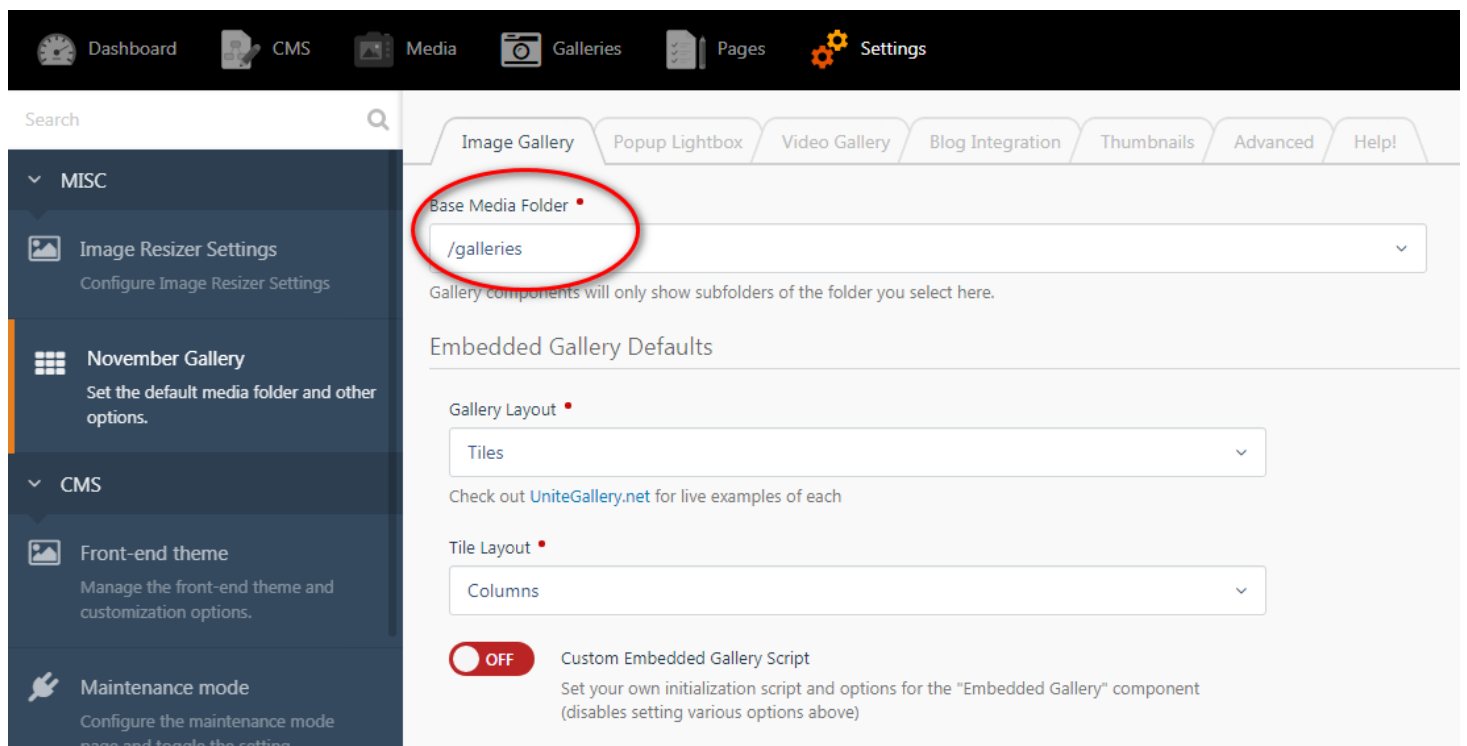 Dashboard CMS Media Galleries Pages Settings
Search
Image Gallery Popup Lightbox Video Gallery Blog Integration Thumbnails Advanced Help!
MISC
Image Resizer Settings
Configure Image Resizer Settings
November Gallery
Set the default media folder and other
options.
CMS
Front-end theme
Manage the front-end theme and
customization options.
Maintenance mode
Configure the maintenance mode
page and toggle the setting
Base Media Folder
/galleries
Gallery components will only show subfolders of the folder you select here.
Embedded Gallery Defaults
Gallery Layout
Tiles
Check out UniteGallery.net for live examples of each
Tile Layout
Columns
OFF
Custom Embedded Gallery Script
Set your own initialization script and options for the "Embedded Gallery" component
(disables setting various options above)